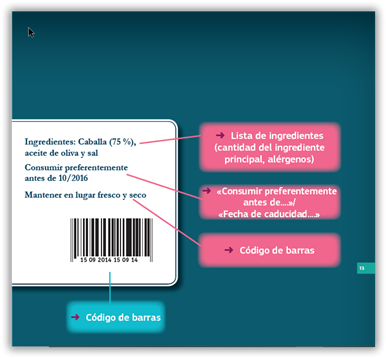 Ingredientes: Caballa (75 %),
aceite de oliva y sal
Consumir preferentemente
antes de 10/2016
Mantener en lugar fresco y seco
15 09 2014 15 09 14
➜ Lista de ingredientes
(cantidad del ingrediente
principal, alérgenos)
➜ «Consumir preferentemente
antes de....»/
«Fecha de caducidad....»
➜ Código de barras
➜ Código de barras
13